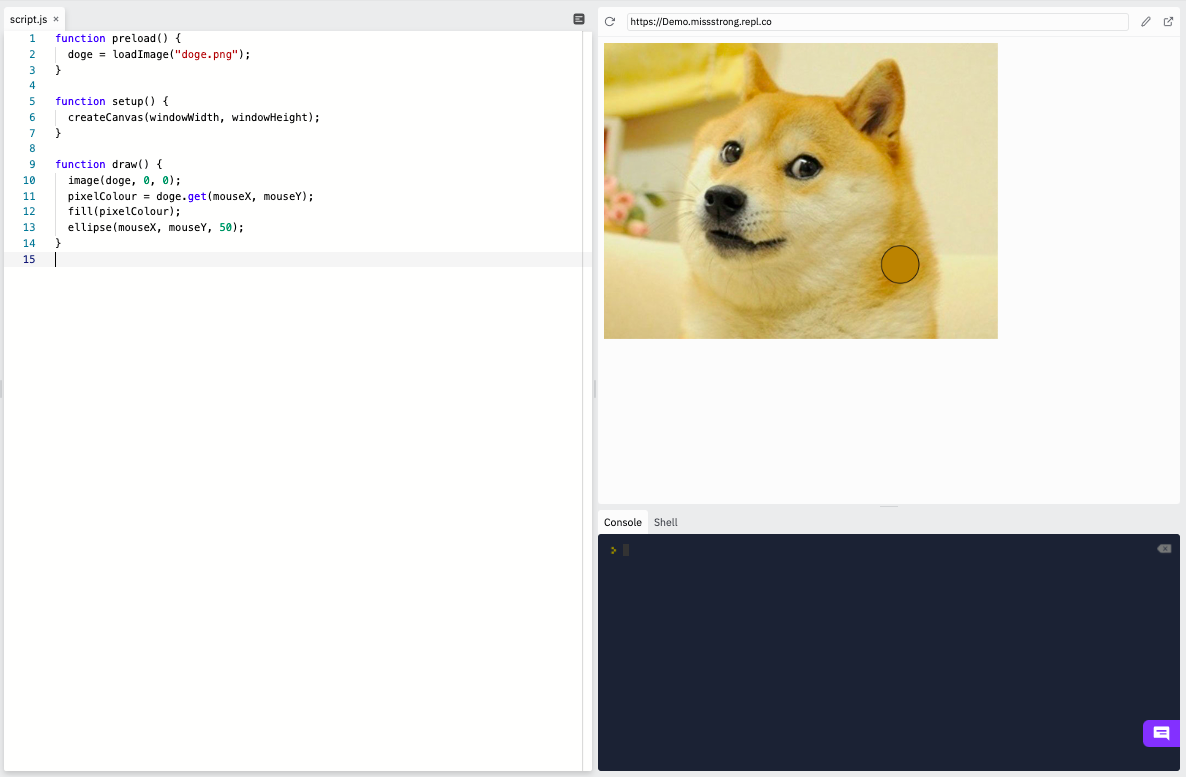 script.js ×
1 function preload() {
2   doge = loadImage("doge.png");
3 }
4
5 function setup() {
6   createCanvas(windowWidth, windowHeight);
7 }
8
9 function draw() {
10   image(doge, 0, 0);
11   pixelColour = doge.get(mouseX, mouseY);
12   fill(pixelColour);
13   ellipse(mouseX, mouseY, 50);
14 }
15
https://Demo.missstrong.repl.co
Console Shell